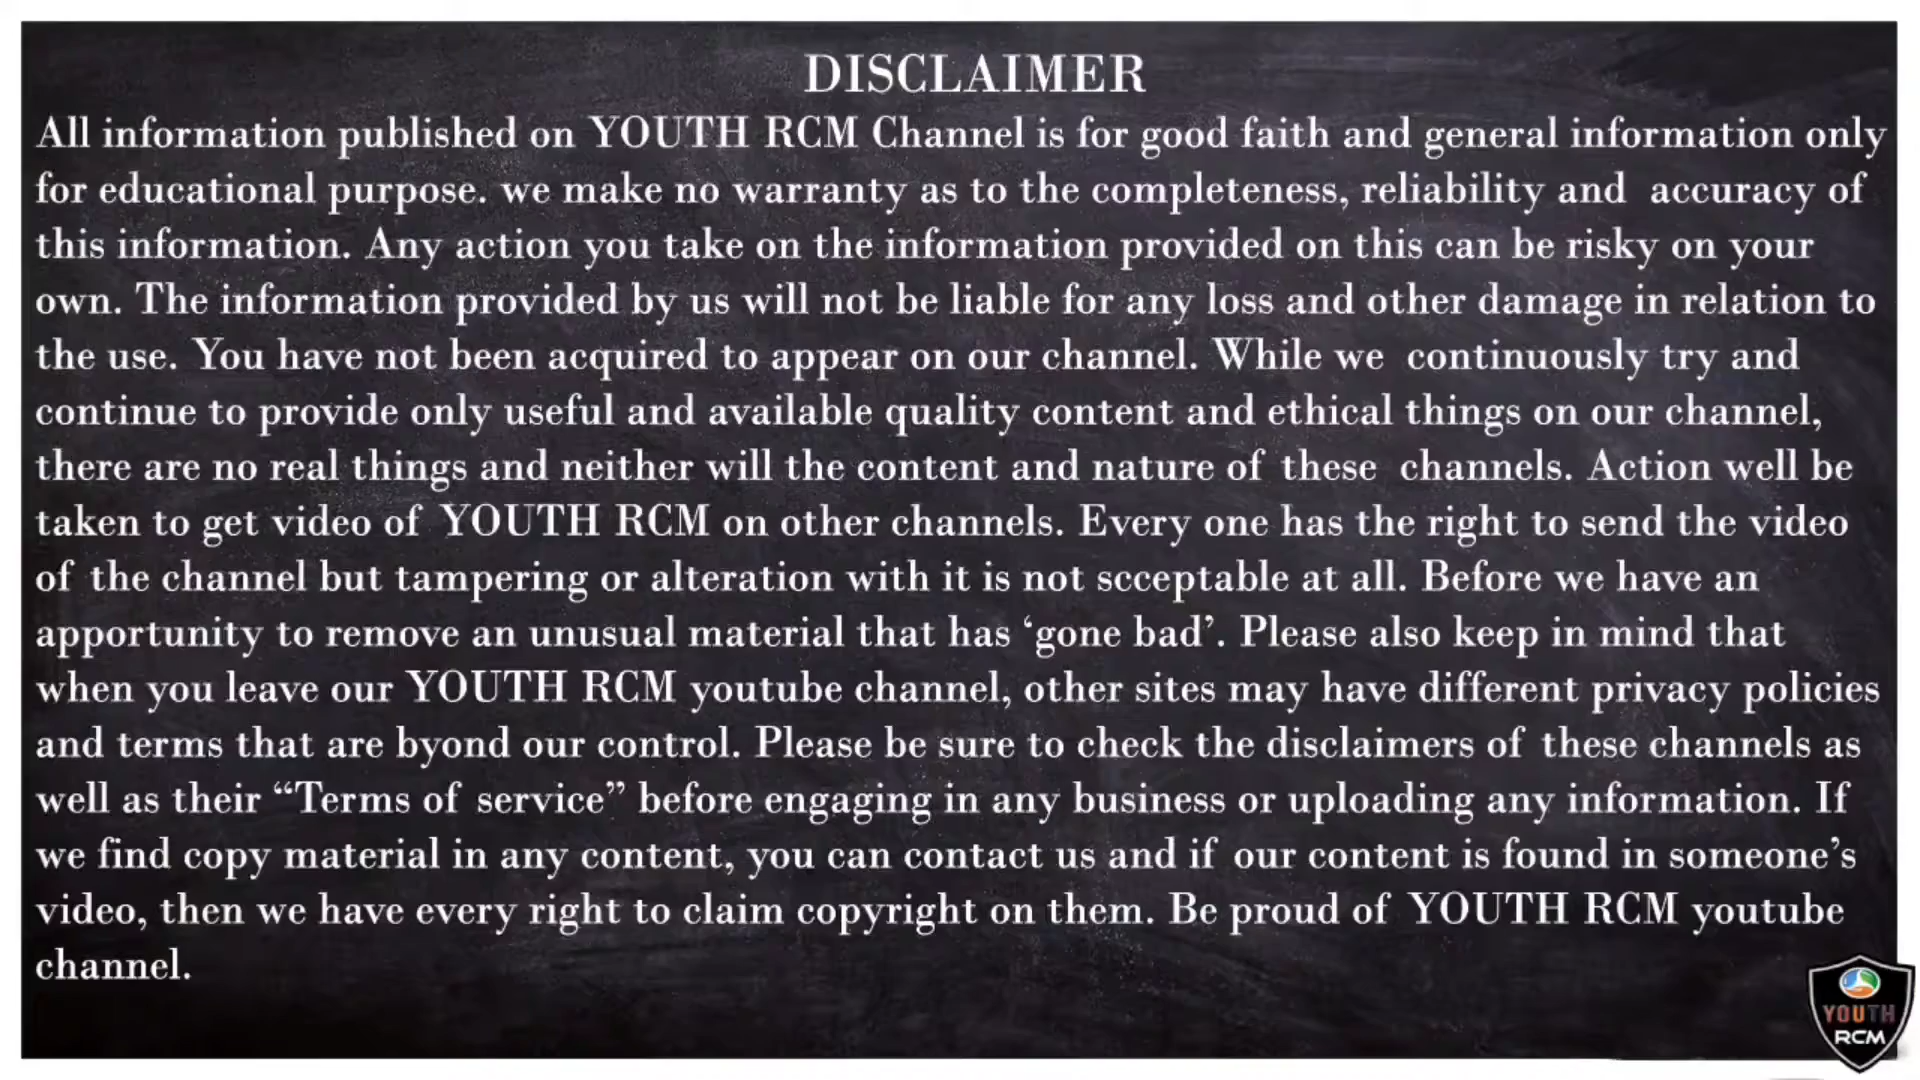 DISCLAIMER
All information published on YOUTH RCM Channel is for good faith and general information only
for educational purpose. we make no warranty as to the completeness, reliability and accuracy of
this information. Any action you take on the information provided on this can be risky on your
own. The information provided by us will not be liable for any loss and other damage in relation to
the use. You have not been acquired to appear on our channel. While we continuously try and
continue to provide only useful and available quality content and ethical things on our channel,
there are no real things and neither will the content and nature of these channels. Action well be
taken to get video of YOUTH RCM on other channels. Every one has the right to send the video
of the channel but tampering or alteration with it is not scceptable at all. Before we have an
apportunity to remove an unusual material that has ‘gone bad’. Please also keep in mind that
when you leave our YOUTH RCM youtube channel, other sites may have different privacy policies
and terms that are byond our control. Please be sure to check the disclaimers of these channels as
well as their “Terms of service” before engaging in any business or uploading any information. If
we find copy material in any content, you can contact us and if our content is found in someone’s
video, then we have every right to claim copyright on them. Be proud of YOUTH RCM youtube
channel.
YOUTH
RCM